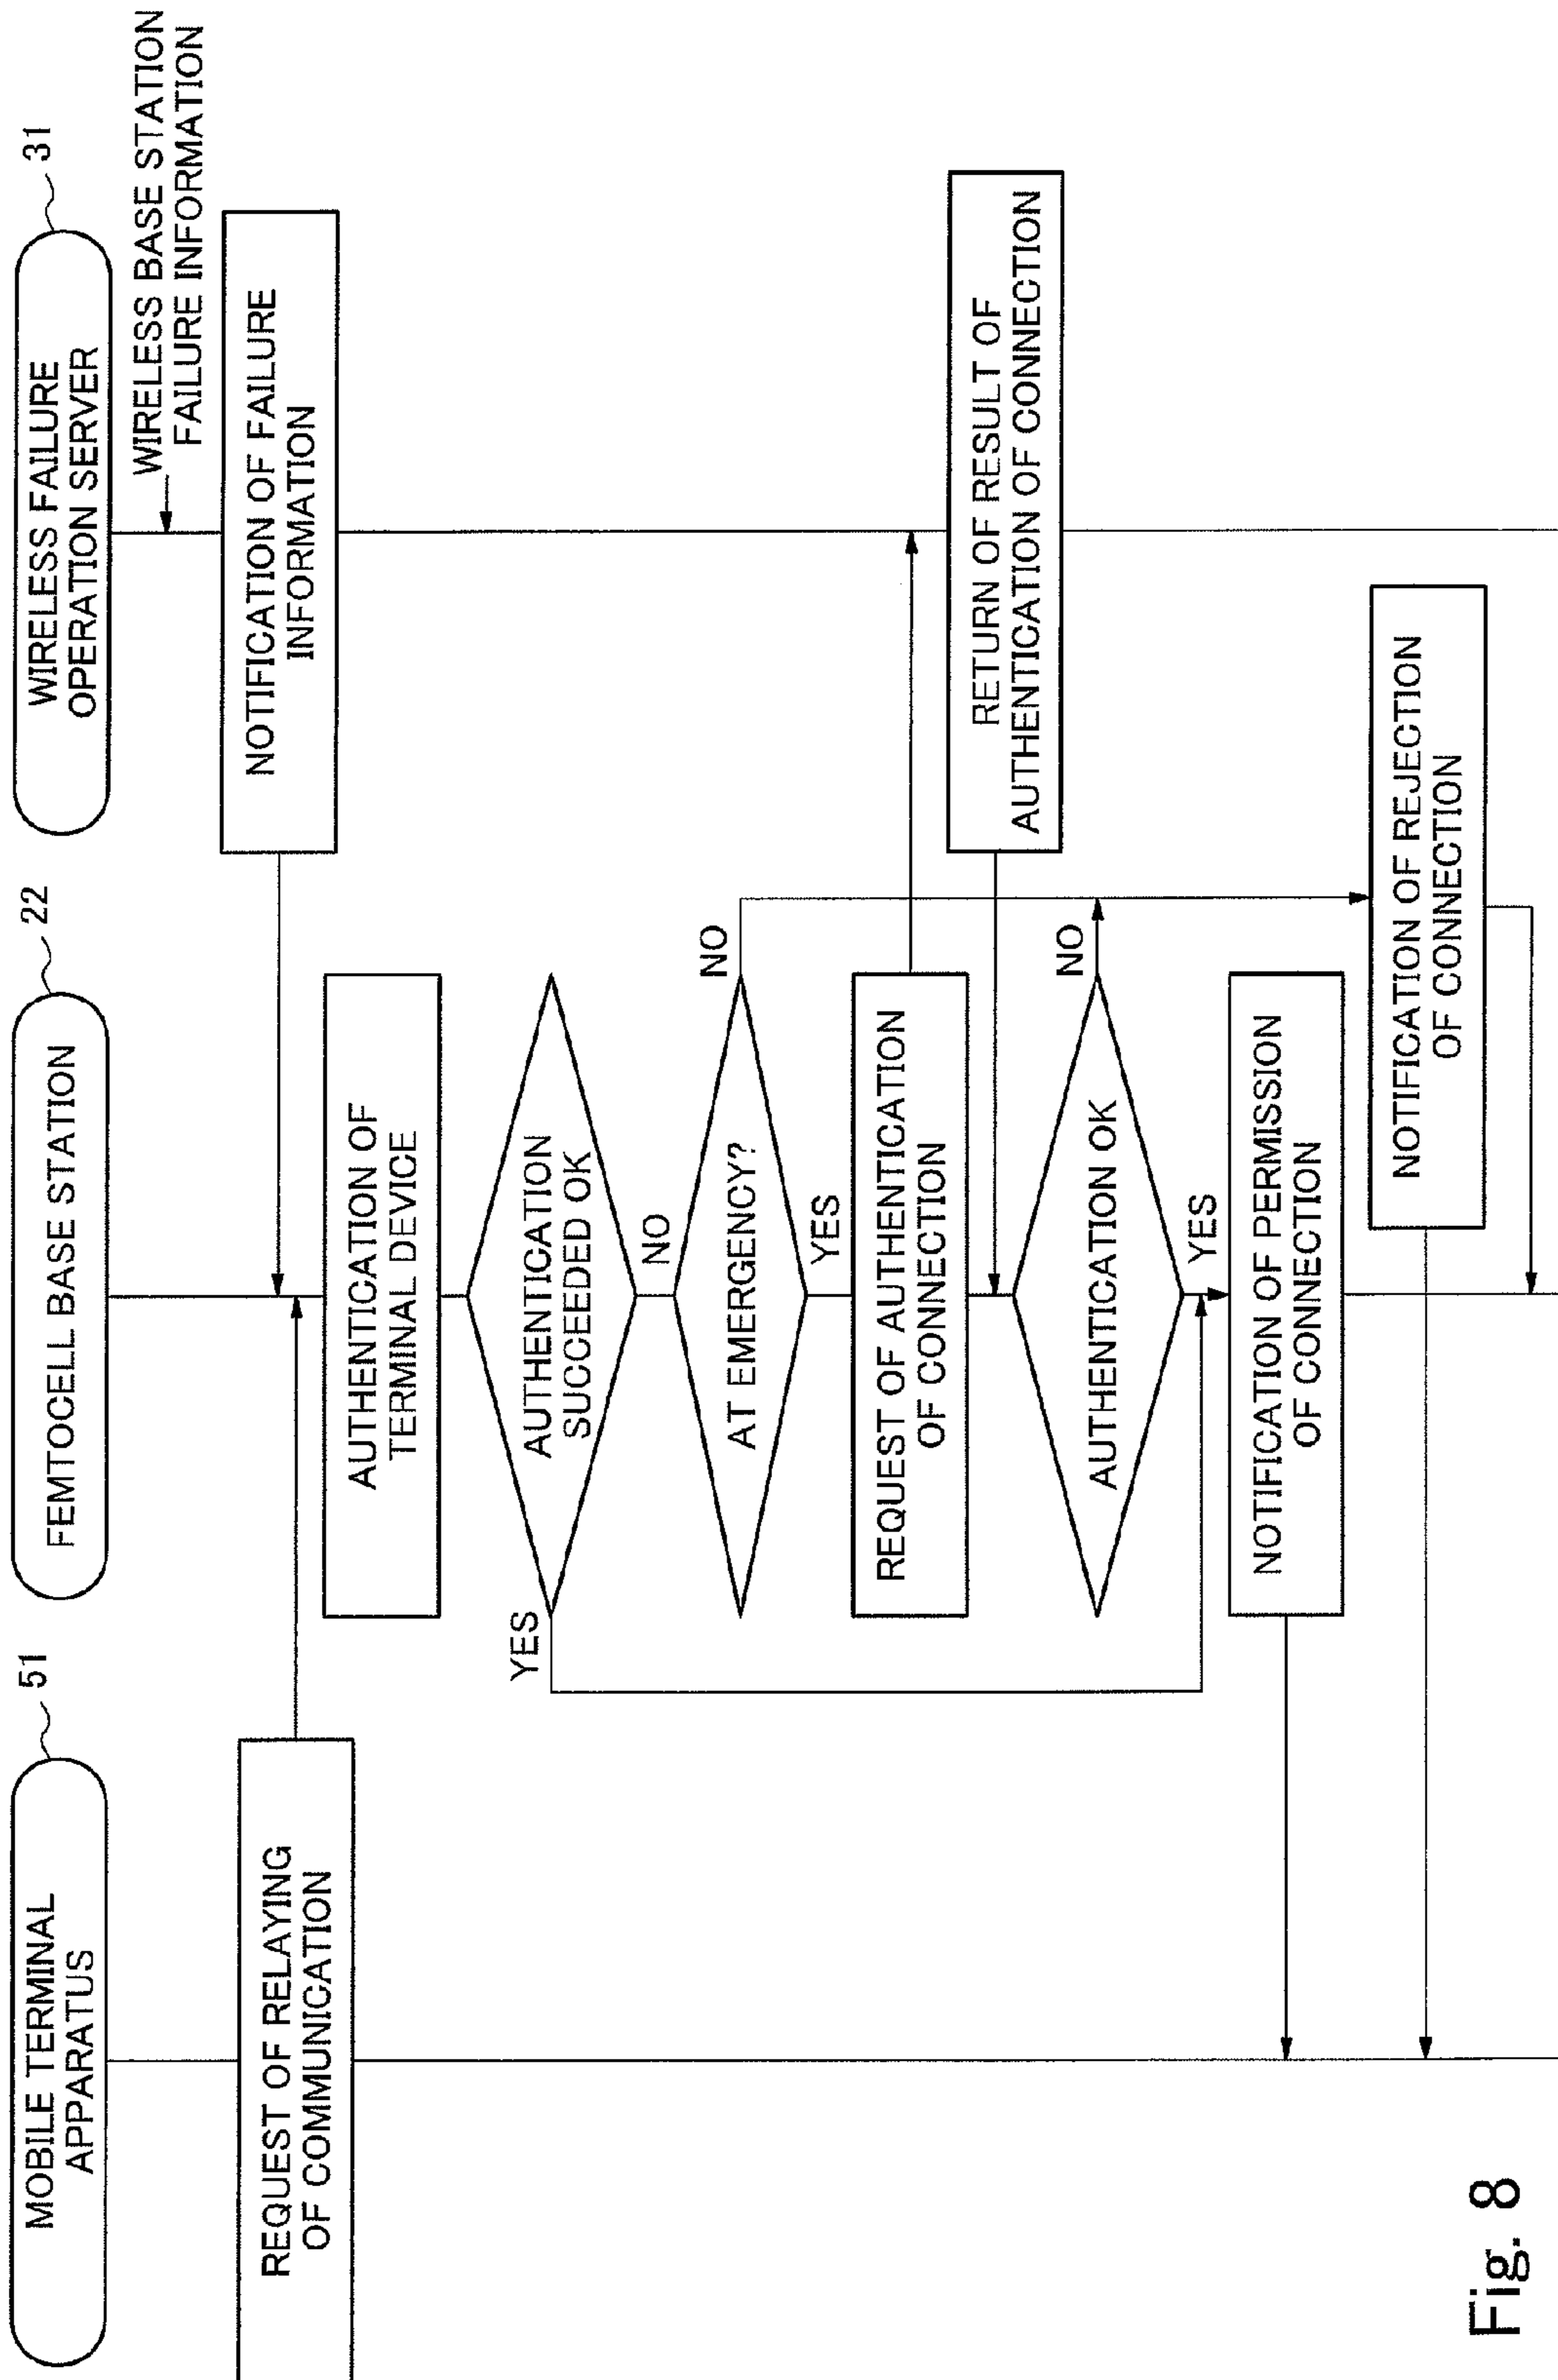 MOBILE TERMINAL
APPARATUS
51
FEMTOCELL BASE STATION
22
WIRELESS FAILURE
OPERATION SERVER
31
WIRELESS BASE STATION
FAILURE INFORMATION
REQUEST OF RELAYING
OF COMMUNICATION
NOTIFICATION OF FAILURE
INFORMATION
AUTHENTICATION OF
TERMINAL DEVICE
YES
AUTHENTICATION
SUCCEEDED OK
NO
AT EMERGENCY?
NO
YES
REQUEST OF AUTHENTICATION
OF CONNECTION
RETURN OF RESULT OF
AUTHENTICATION OF CONNECTION
AUTHENTICATION OK
NO
YES
NOTIFICATION OF PERMISSION
OF CONNECTION
NOTIFICATION OF REJECTION
OF CONNECTION
Fig. 8